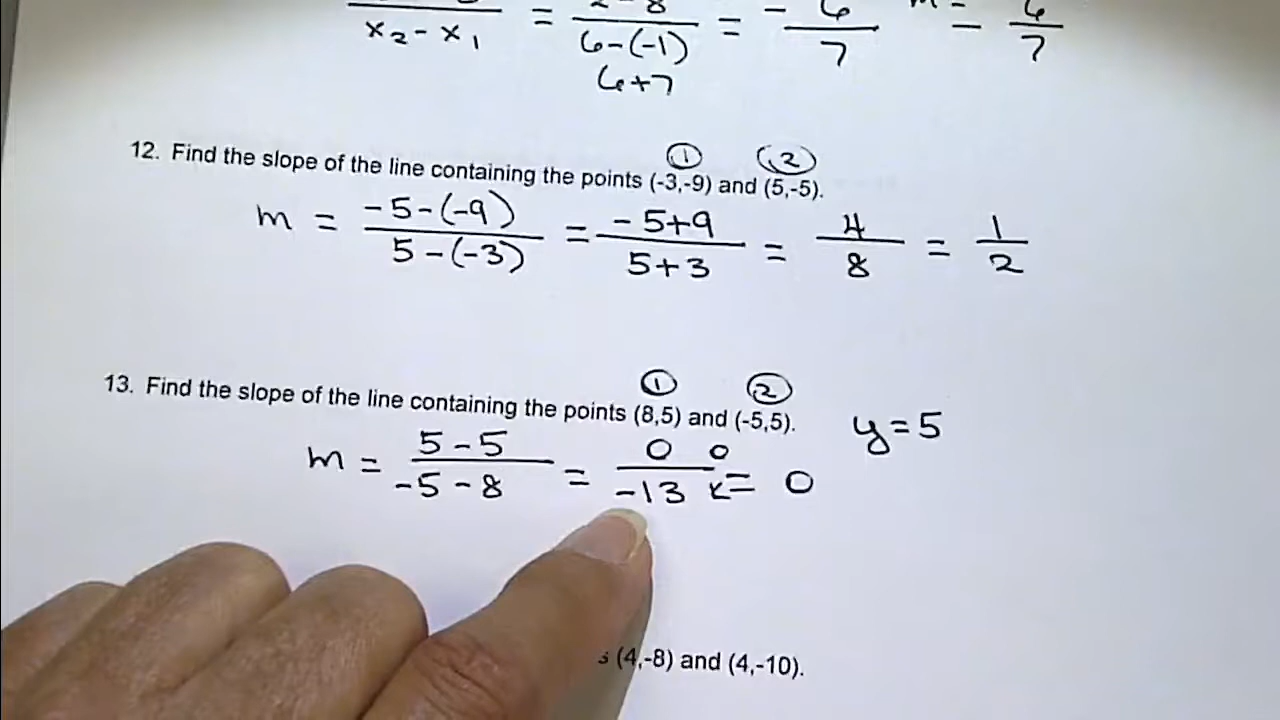 x₂ - x₁ = 6-(-1) = - 6/7 m = 6/7
6+7
① ②
12. Find the slope of the line containing the points (-3,-9) and (5,-5).
m = -5-(-9)/5-(-3) = -5+9/5+3 = 4/8 = 1/2
① ②
13. Find the slope of the line containing the points (8,5) and (-5,5). y=5
m = 5-5/-5-8 = 0/-13 = 0
(4,-8) and (4,-10).